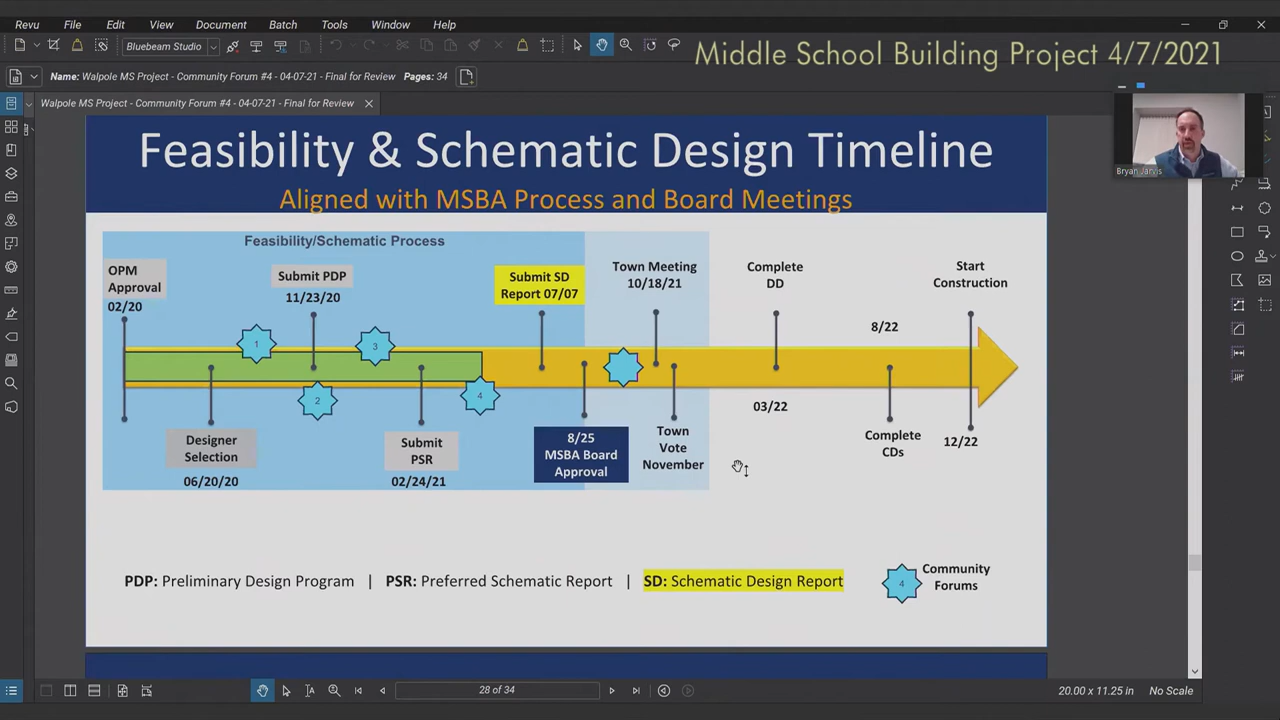 Revu File Edit View Document Batch Tools Window Help
Bluebeam Studio
Middle School Building Project 4/7/2021
Name: Walpole MS Project - Community Forum #4 - 04-07-21 - Final for Review Pages: 34
Walpole MS Project - Community Forum #4 - 04-07-21 - Final for Review
Bryan Jarvis
Feasibility & Schematic Design Timeline
Aligned with MSBA Process and Board Meetings
Feasibility/Schematic Process
OPM
Approval
02/20
Submit PDP
11/23/20
Submit SD
Report 07/07
Town Meeting
10/18/21
Complete
DD
Start
Construction
8/22
1
3
2
4
Designer
Selection
06/20/20
Submit
PSR
02/24/21
8/25
MSBA Board
Approval
Town
Vote
November
03/22
Complete
CDs
12/22
PDP: Preliminary Design Program | PSR: Preferred Schematic Report | SD: Schematic Design Report
4
Community
Forums
28 of 34
20.00 x 11.25 in No Scale